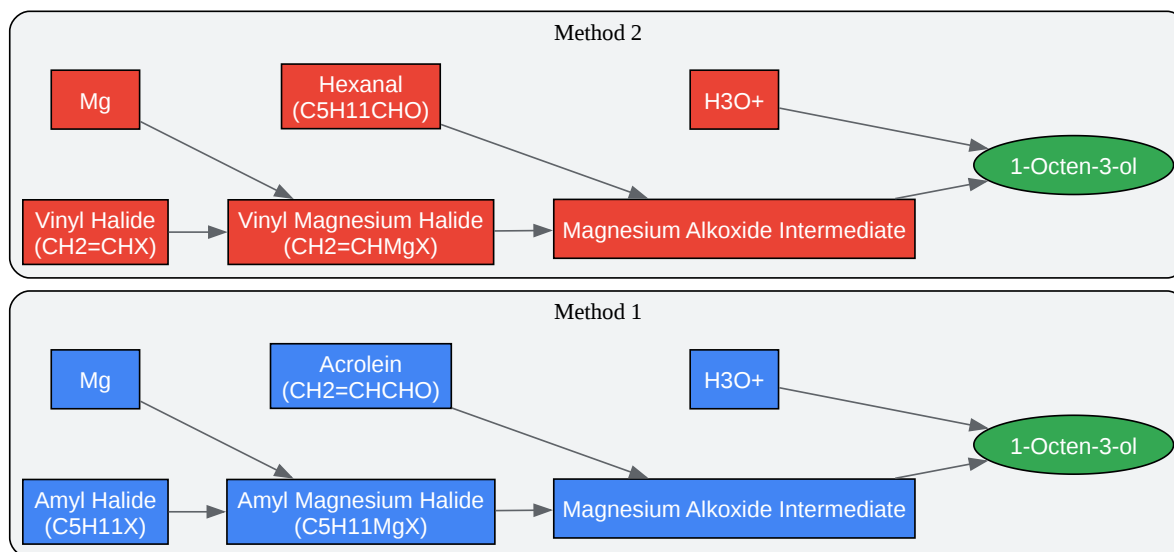 Method 2
Mg
Hexanal
(C5H11CHO)
H3O+
1-Octen-3-ol
Vinyl Halide
(CH2=CHX)
Vinyl Magnesium Halide
(CH2=CHMgX)
Magnesium Alkoxide Intermediate
Method 1
Mg
Acrolein
(CH2=CHCHO)
H3O+
1-Octen-3-ol
Amyl Halide
(C5H11X)
Amyl Magnesium Halide
(C5H11MgX)
Magnesium Alkoxide Intermediate